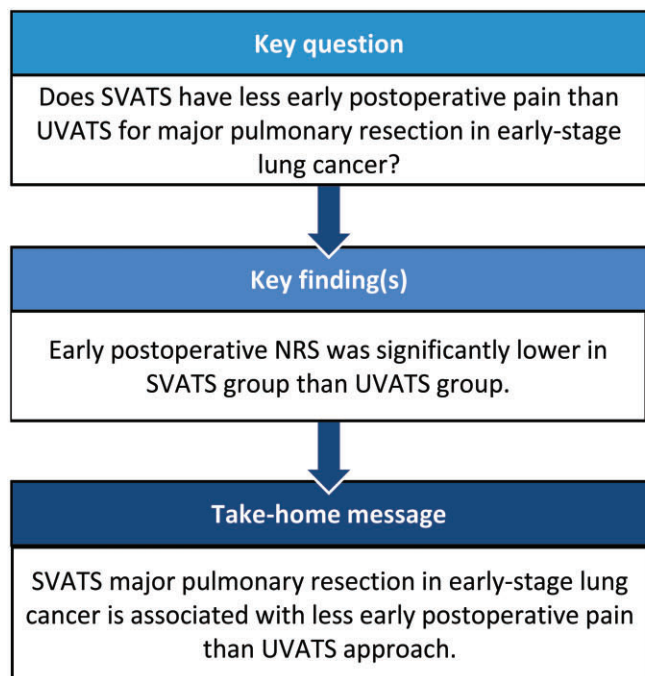 Key question
Does SVATS have less early postoperative pain than
UVATS for major pulmonary resection in early-stage
lung cancer?
Key finding(s)
Early postoperative NRS was significantly lower in
SVATS group than UVATS group.
Take-home message
SVATS major pulmonary resection in early-stage lung
cancer is associated with less early postoperative pain
than UVATS approach.